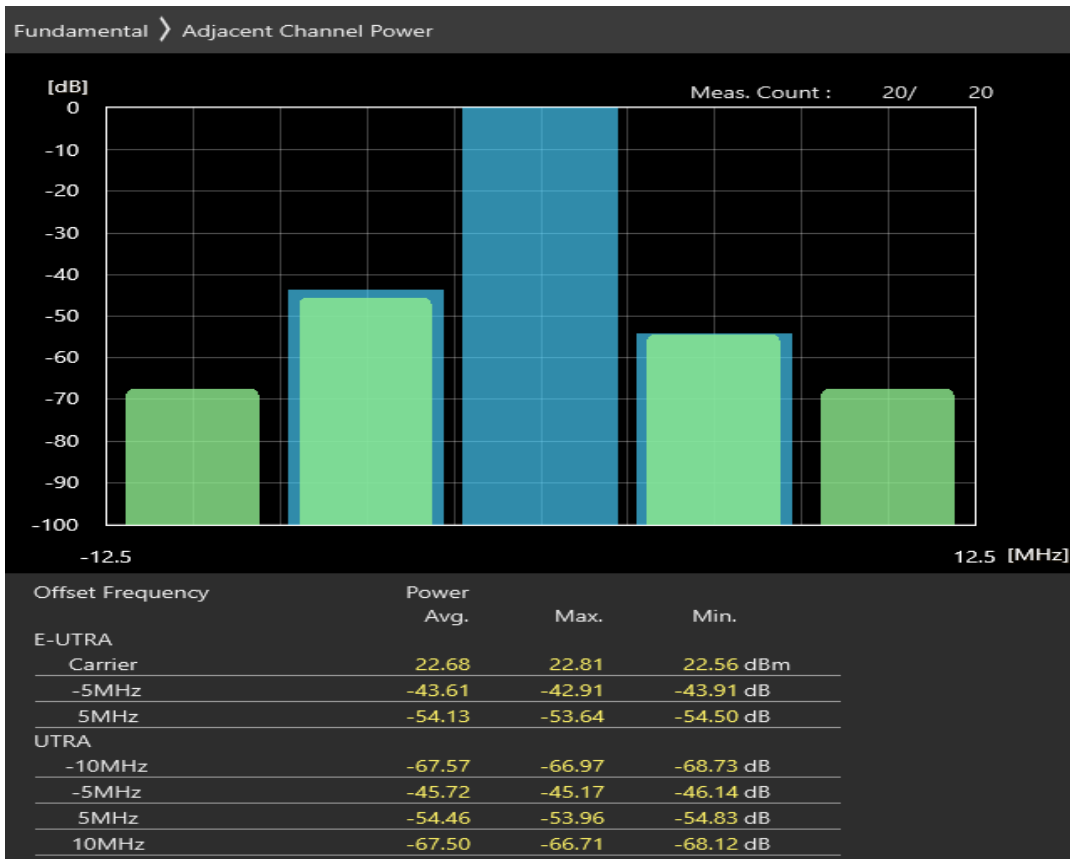 Fundamental ❭ Adjacent Channel Power
[dB]
Meas. Count : 20/ 20
0
-10
-20
-30
-40
-50
-60
-70
-80
-90
-100
-12.5 12.5 [MHz]
Offset Frequency Power
Avg. Max. Min.
E-UTRA
Carrier 22.68 22.81 22.56 dBm
-5MHz -43.61 -42.91 -43.91 dB
5MHz -54.13 -53.64 -54.50 dB
UTRA
-10MHz -67.57 -66.97 -68.73 dB
-5MHz -45.72 -45.17 -46.14 dB
5MHz -54.46 -53.96 -54.83 dB
10MHz -67.50 -66.71 -68.12 dB